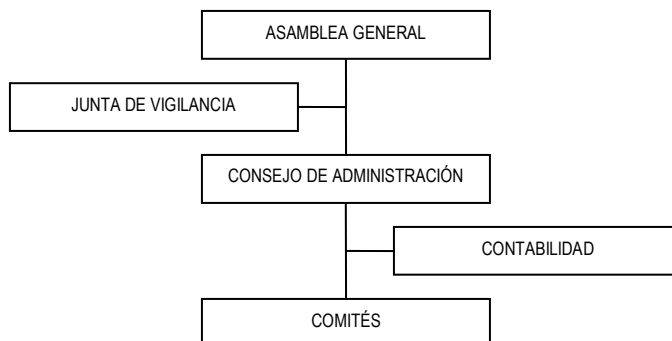 ASAMBLEA GENERAL
JUNTA DE VIGILANCIA
CONSEJO DE ADMINISTRACIÓN
CONTABILIDAD
COMITÉS